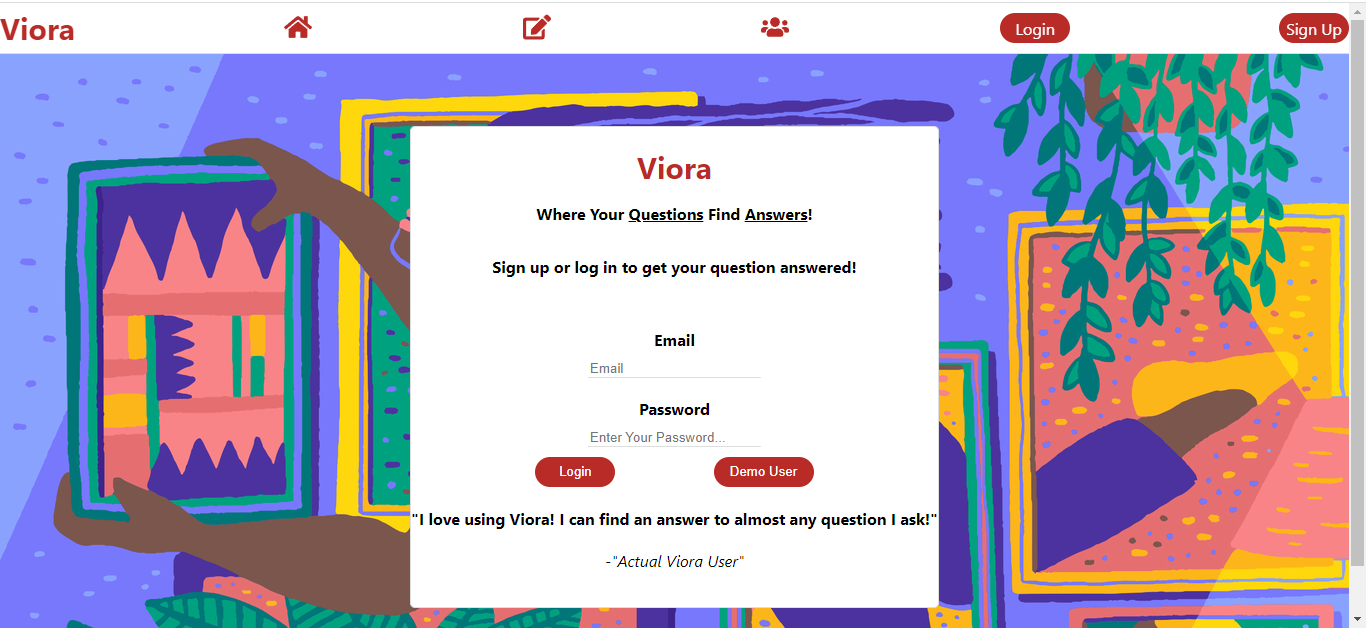 Viora
Login
Sign Up
Viora
Where Your Questions Find Answers!
Sign up or log in to get your question answered!
Email
Email
Password
Enter Your Password...
Login
Demo User
"I love using Viora! I can find an answer to almost any question I ask!"
-"Actual Viora User"